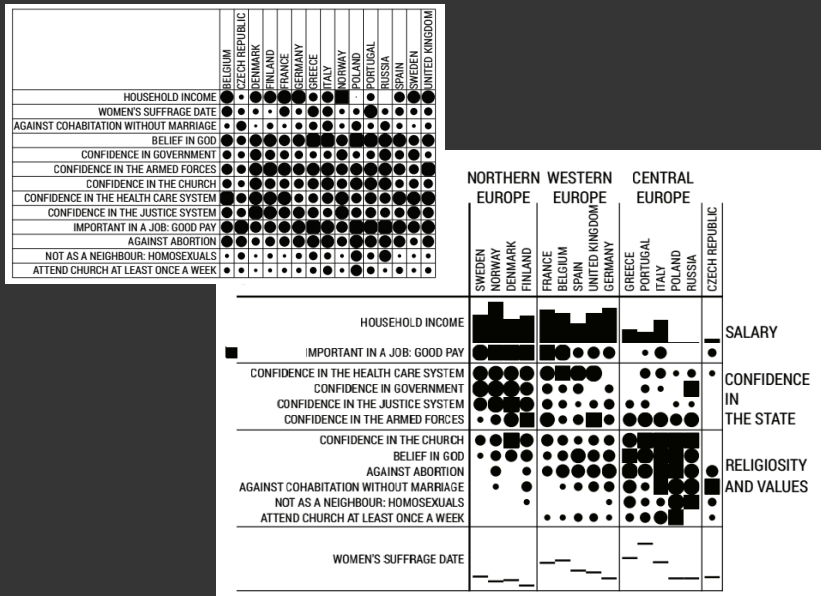 BELGIUM
CZECH REPUBLIC
DENMARK
FINLAND
FRANCE
GERMANY
GREECE
ITALY
NORWAY
POLAND
PORTUGAL
RUSSIA
SPAIN
SWEDEN
UNITED KINGDOM
HOUSEHOLD INCOME
WOMEN'S SUFFRAGE DATE
AGAINST COHABITATION WITHOUT MARRIAGE
BELIEF IN GOD
CONFIDENCE IN GOVERNMENT
CONFIDENCE IN THE ARMED FORCES
CONFIDENCE IN THE CHURCH
CONFIDENCE IN THE HEALTH CARE SYSTEM
CONFIDENCE IN THE JUSTICE SYSTEM
IMPORTANT IN A JOB: GOOD PAY
AGAINST ABORTION
NOT AS A NEIGHBOUR: HOMOSEXUALS
ATTEND CHURCH AT LEAST ONCE A WEEK
NORTHERN
EUROPE
WESTERN
EUROPE
CENTRAL
EUROPE
SWEDEN
NORWAY
DENMARK
FINLAND
FRANCE
BELGIUM
SPAIN
UNITED KINGDOM
GERMANY
GREECE
PORTUGAL
ITALY
POLAND
RUSSIA
CZECH REPUBLIC
HOUSEHOLD INCOME
IMPORTANT IN A JOB: GOOD PAY
SALARY
CONFIDENCE IN THE HEALTH CARE SYSTEM
CONFIDENCE IN GOVERNMENT
CONFIDENCE IN THE JUSTICE SYSTEM
CONFIDENCE IN THE ARMED FORCES
CONFIDENCE
IN
THE STATE
CONFIDENCE IN THE CHURCH
BELIEF IN GOD
AGAINST ABORTION
AGAINST COHABITATION WITHOUT MARRIAGE
NOT AS A NEIGHBOUR: HOMOSEXUALS
ATTEND CHURCH AT LEAST ONCE A WEEK
RELIGIOSITY
AND VALUES
WOMEN'S SUFFRAGE DATE